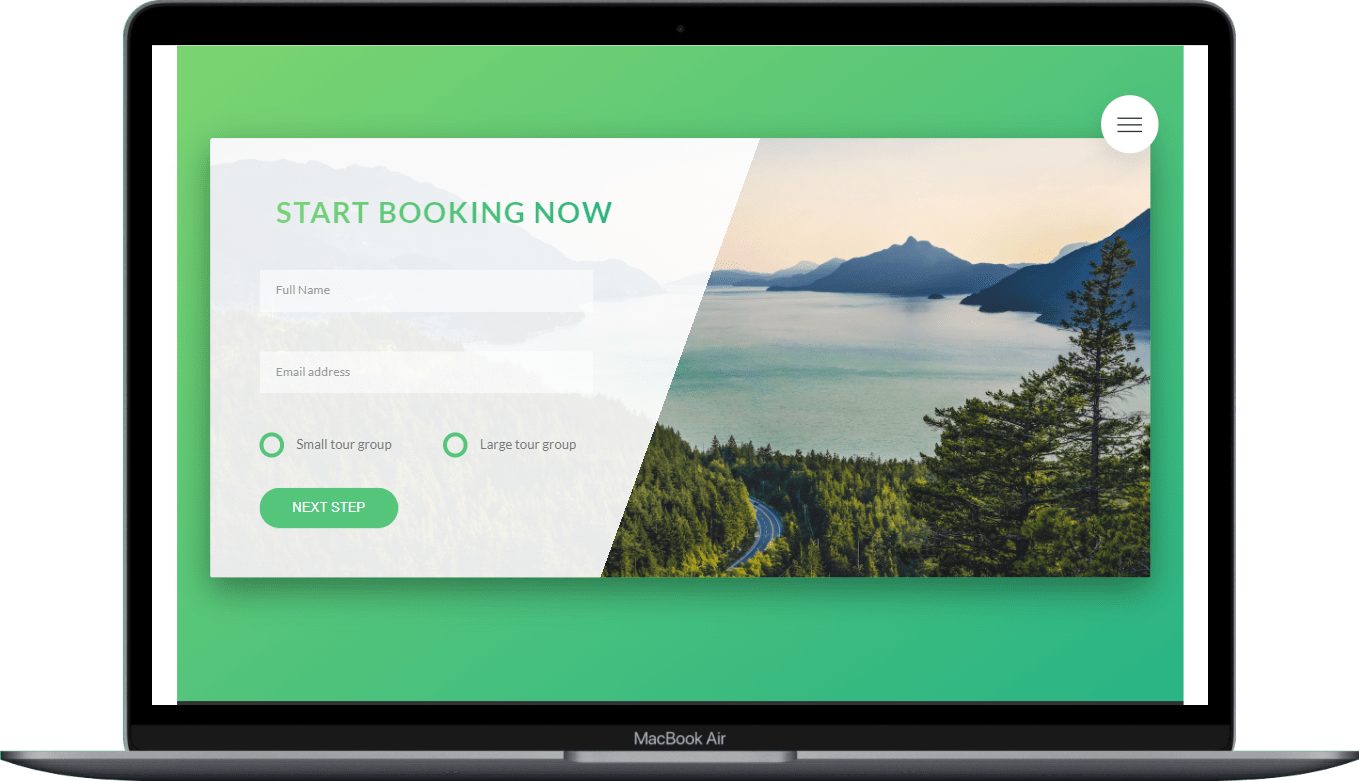 START BOOKING NOW
Full Name
Email address
Small tour group
Large tour group
NEXT STEP
MacBook Air